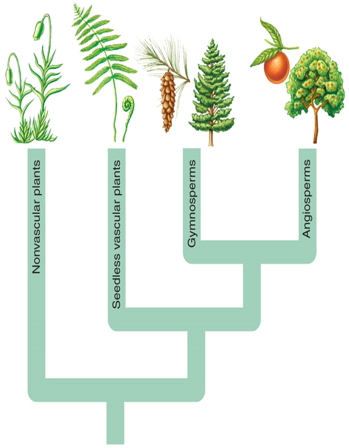 Nonvascular plants
Seedless vascular plants
Gymnosperms
Angiosperms